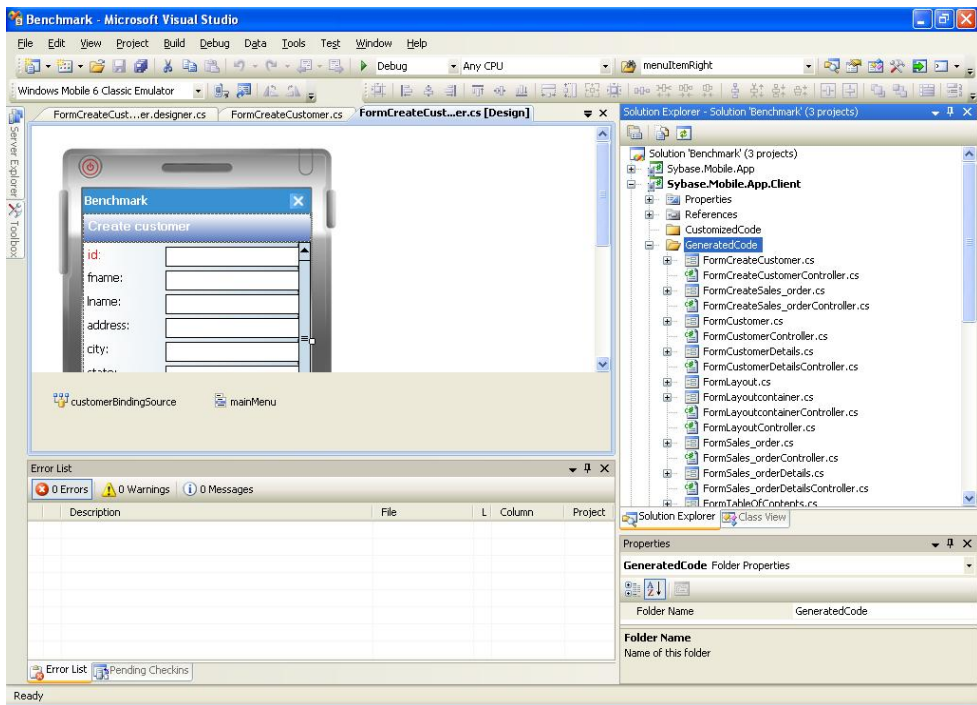 Benchmark - Microsoft Visual Studio
File Edit View Project Build Debug Data Tools Test Window Help
Debug Any CPU menuItemRight
Windows Mobile 6 Classic Emulator
Server Explorer
Toolbox
FormCreateCust...er.designer.cs FormCreateCustomer.cs FormCreateCust...er.cs [Design]
Benchmark
Create customer
id:
fname:
lname:
address:
city:
state:
customerBindingSource mainMenu
Error List
0 Errors 0 Warnings 0 Messages
Description File L Column Project
Error List Pending Checkins
Ready
Solution Explorer - Solution 'Benchmark' (3 projects)
Solution 'Benchmark' (3 projects)
Sybase.Mobile.App
Sybase.Mobile.App.Client
Properties
References
CustomizedCode
GeneratedCode
FormCreateCustomer.cs
FormCreateCustomerController.cs
FormCreateSales_order.cs
FormCreateSales_orderController.cs
FormCustomer.cs
FormCustomerController.cs
FormCustomerDetails.cs
FormCustomerDetailsController.cs
FormLayout.cs
FormLayoutcontainer.cs
FormLayoutcontainerController.cs
FormLayoutController.cs
FormSales_order.cs
FormSales_orderController.cs
FormSales_orderDetails.cs
FormSales_orderDetailsController.cs
FormTableOfContents.cs
Solution Explorer Class View
Properties
GeneratedCode Folder Properties
Folder Name GeneratedCode
Folder Name
Name of this folder